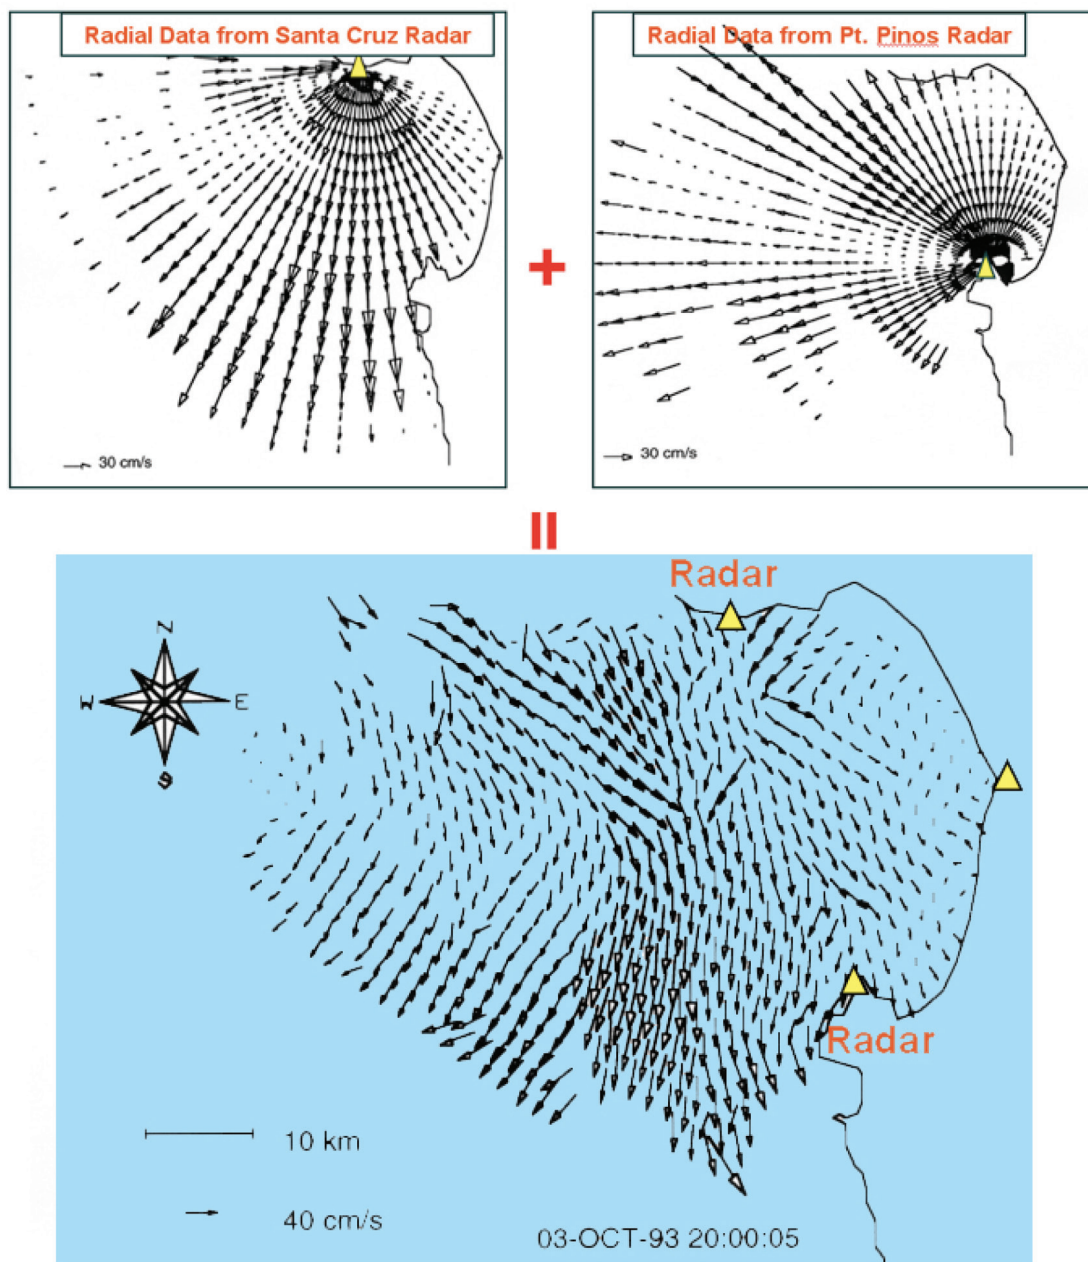 Radial Data from Santa Cruz Radar
Radial Data from Pt. Pinos Radar
+
30 cm/s
30 cm/s
=
Radar
N
W
E
S
Radar
10 km
40 cm/s
03-OCT-93 20:00:05